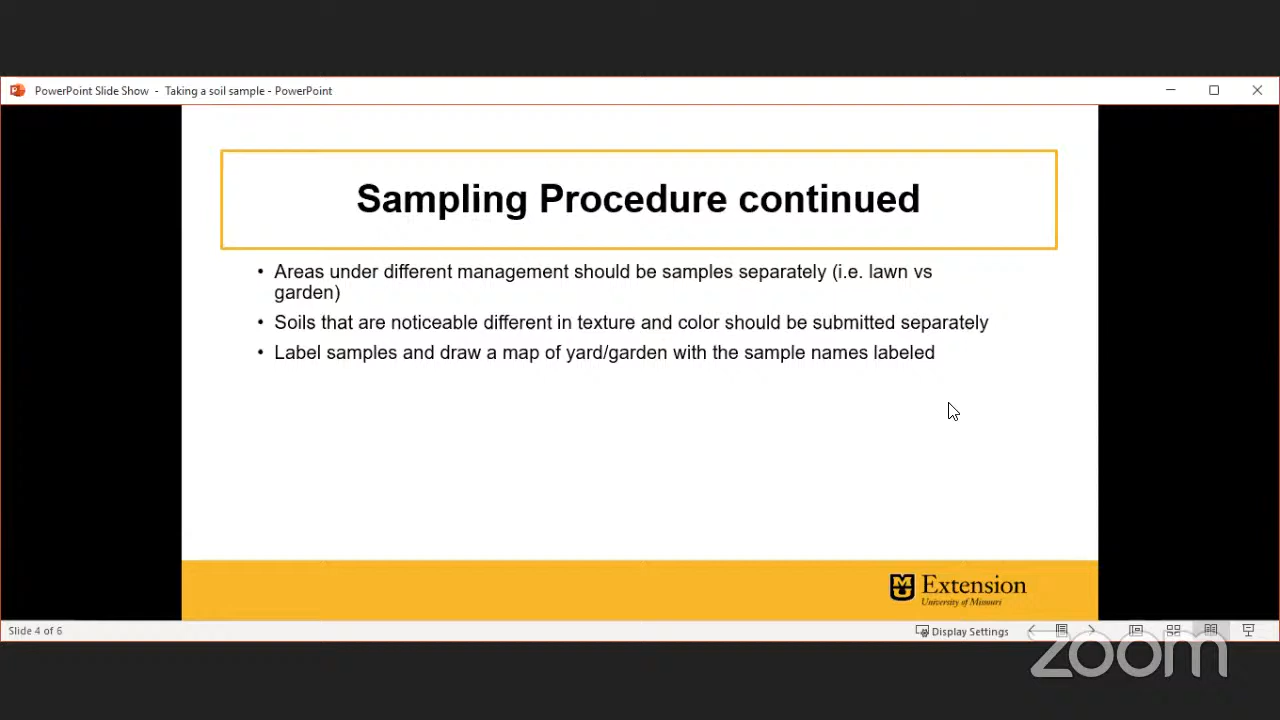 PowerPoint Slide Show - Taking a soil sample - PowerPoint
Sampling Procedure continued
• Areas under different management should be samples separately (i.e. lawn vs
garden)
• Soils that are noticeable different in texture and color should be submitted separately
• Label samples and draw a map of yard/garden with the sample names labeled
Extension
University of Missouri
Slide 4 of 6
Display Settings
zoom